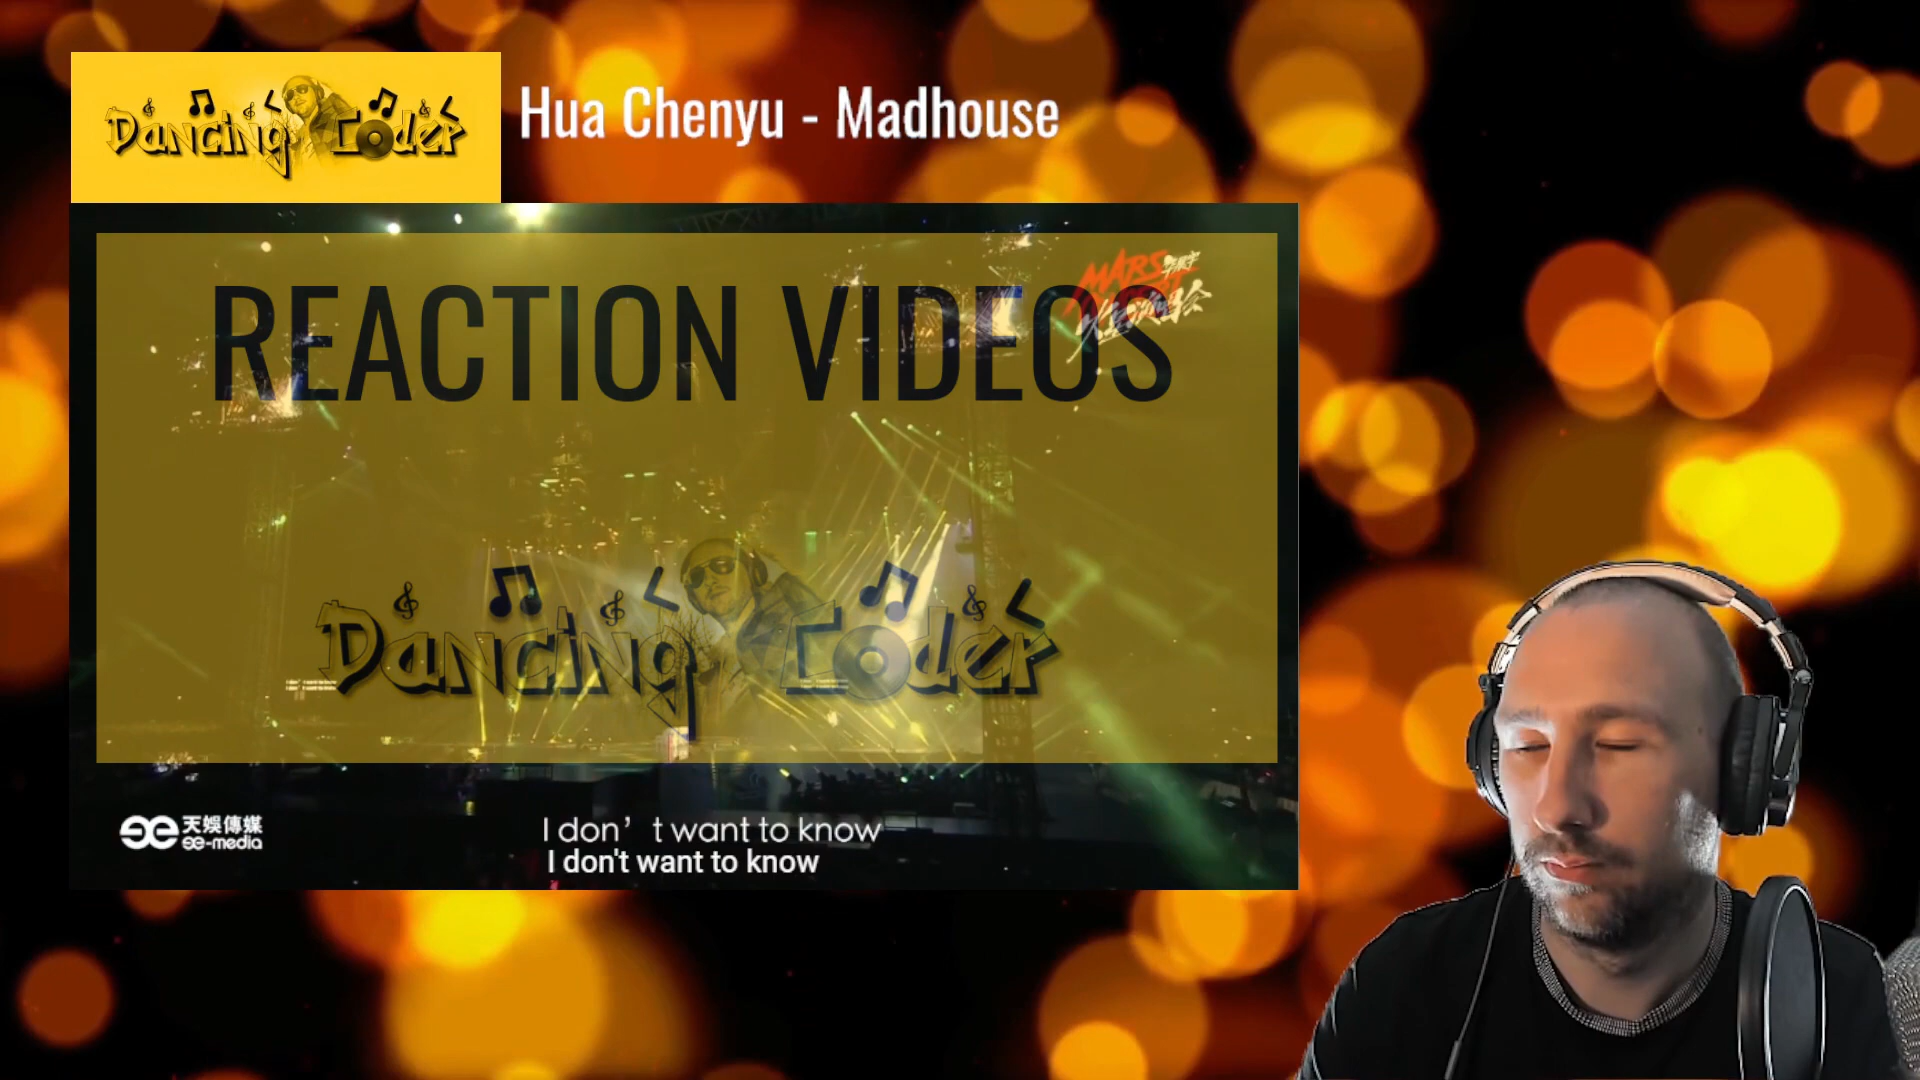 Dancing Coder
Hua Chenyu - Madhouse
REACTION VIDEOS
MARS
Dancing Coder
天娛傳媒
ee-media
I don’t want to know
I don't want to know